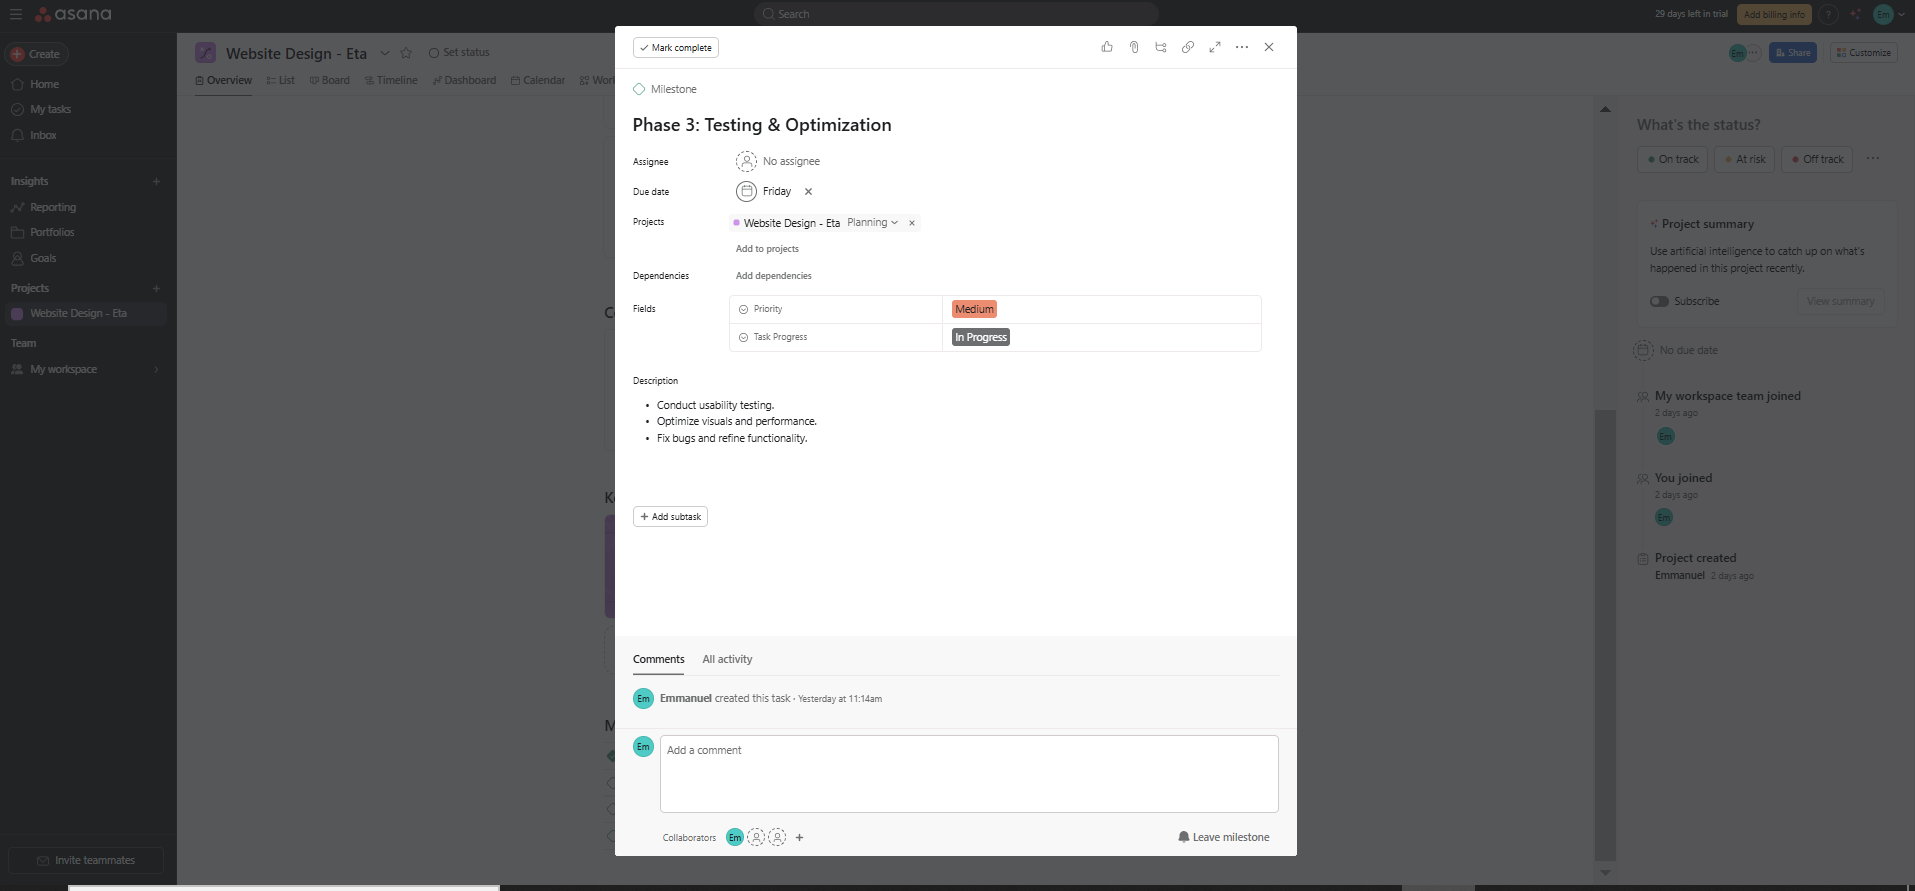 asana
Search
29 days left in trial
Add billing info
?
Em
Create
Home
My tasks
Inbox
Insights
Reporting
Portfolios
Goals
Projects
Website Design - Eta
Team
My workspace
Invite teammates
Website Design - Eta
Set status
Overview
List
Board
Timeline
Dashboard
Calendar
Em
Share
Customize
Mark complete
Milestone
Phase 3: Testing & Optimization
Assignee
No assignee
Due date
Friday
Projects
Website Design - Eta Planning
Add to projects
Dependencies
Add dependencies
Fields
Priority
Medium
Task Progress
In Progress
Description
• Conduct usability testing.
• Optimize visuals and performance.
• Fix bugs and refine functionality.
+ Add subtask
Comments
All activity
Em
Emmanuel created this task · Yesterday at 11:14am
Em
Add a comment
Collaborators
Em
Leave milestone
What's the status?
On track
At risk
Off track
Project summary
Use artificial intelligence to catch up on what's
happened in this project recently.
Subscribe
View summary
No due date
My workspace team joined
2 days ago
Em
You joined
2 days ago
Em
Project created
Emmanuel 2 days ago